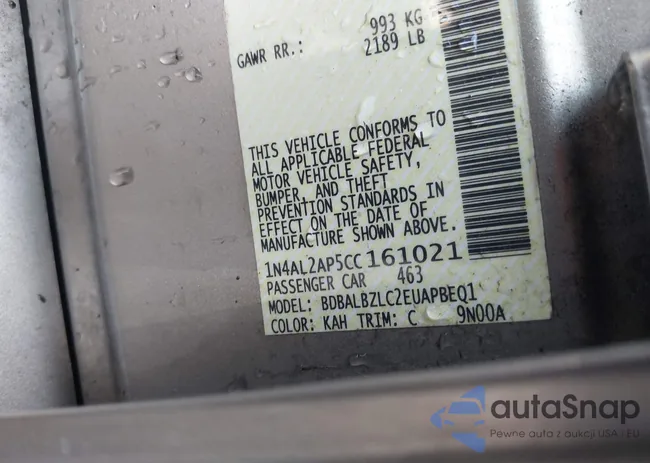 993 KG
GAWR RR.: 2189 LB
THIS VEHICLE CONFORMS TO
ALL APPLICABLE FEDERAL
MOTOR VEHICLE SAFETY,
BUMPER, AND THEFT
PREVENTION STANDARDS IN
EFFECT ON THE DATE OF
MANUFACTURE SHOWN ABOVE.
1N4AL2AP5CC161021
PASSENGER CAR 463
MODEL: BDBALBZLC2EUAPBEQ1
COLOR: KAH TRIM: C 9N00A
autaSnap
Pewne auta z aukcji USA i EU